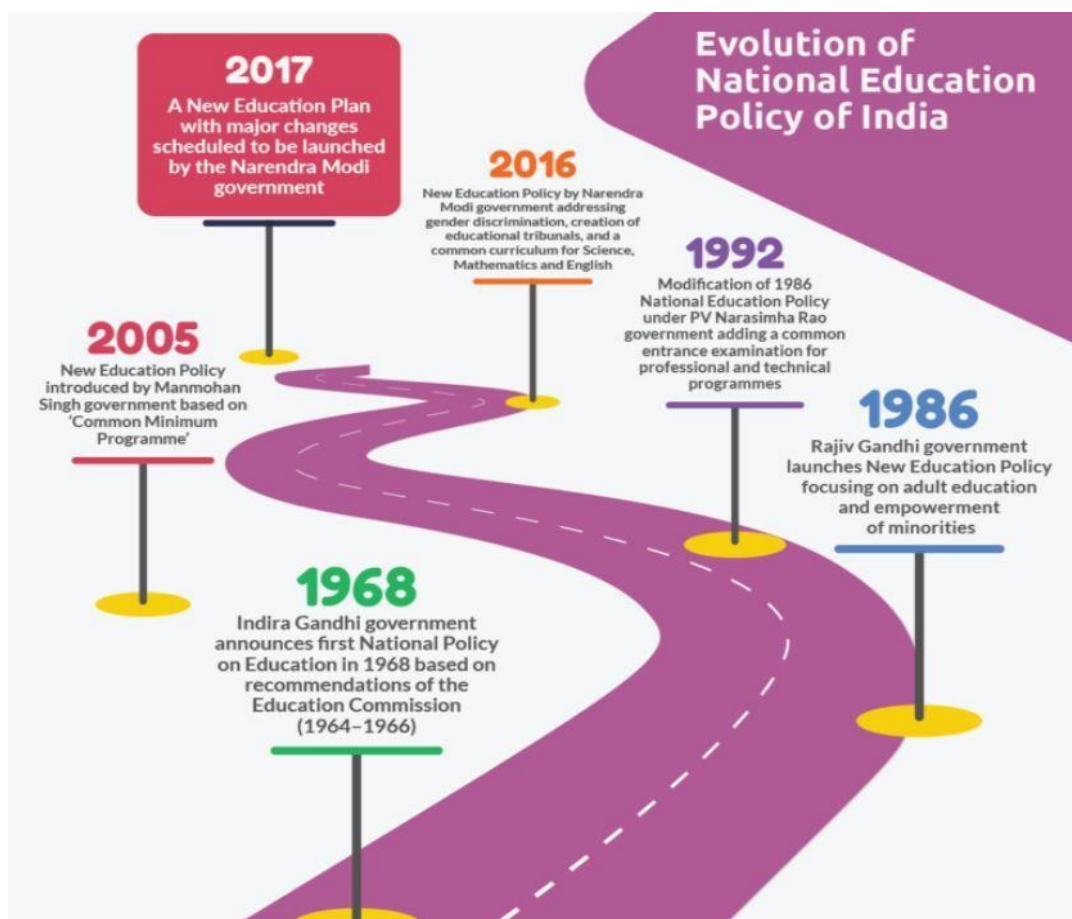 Evolution of
National Education
Policy of India
2017
A New Education Plan
with major changes
scheduled to be launched
by the Narendra Modi
government
2016
New Education Policy by Narendra
Modi government addressing
gender discrimination, creation of
educational tribunals, and a
common curriculum for Science,
Mathematics and English
1992
Modification of 1986
National Education Policy
under PV Narasimha Rao
government adding a common
entrance examination for
professional and technical
programmes
2005
New Education Policy
introduced by Manmohan
Singh government based on
‘Common Minimum
Programme’
1986
Rajiv Gandhi government
launches New Education Policy
focusing on adult education
and empowerment
of minorities
1968
Indira Gandhi government
announces first National Policy
on Education in 1968 based on
recommendations of the
Education Commission
(1964–1966)